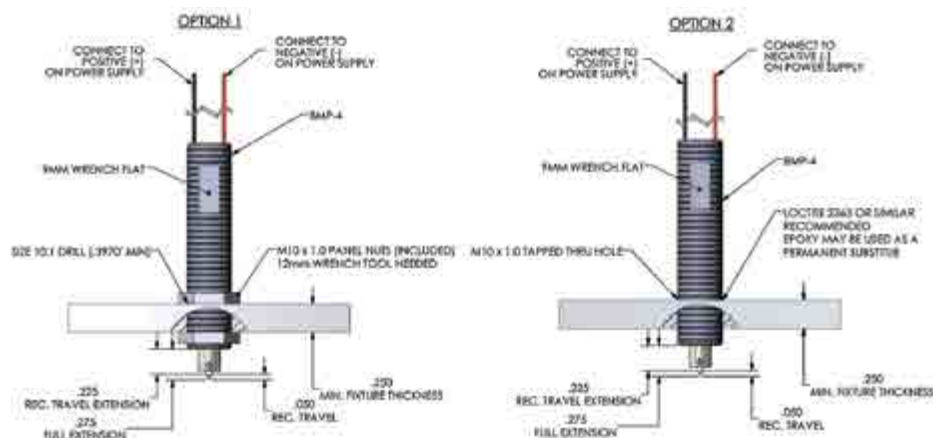 OPTION 1
CONNECT TO
POSITIVE (+)
ON POWER SUPPLY
CONNECT TO
NEGATIVE (-)
ON POWER SUPPLY
BMP-4
9MM WRENCH FLAT
SIZE 10.1 DRILL (.3970" MIN)
M10 x 1.0 PANEL NUTS (INCLUDED)
12mm WRENCH TOOL NEEDED
.225
REC. TRAVEL EXTENSION
.275
FULL EXTENSION
.050
REC. TRAVEL
.250
MIN. FIXTURE THICKNESS
OPTION 2
CONNECT TO
POSITIVE (+)
ON POWER SUPPLY
CONNECT TO
NEGATIVE (-)
ON POWER SUPPLY
9MM WRENCH FLAT
BMP-4
M10 x 1.0 TAPPED THRU HOLE
LOCTITE OR SIMILAR
RECOMMENDED
EPOXY MAY BE USED AS A
PERMANENT SUBSTITUE
REC. TRAVEL EXTENSION
.275
FULL EXTENSION
.050
REC. TRAVEL
.250
MIN. FIXTURE THICKNESS